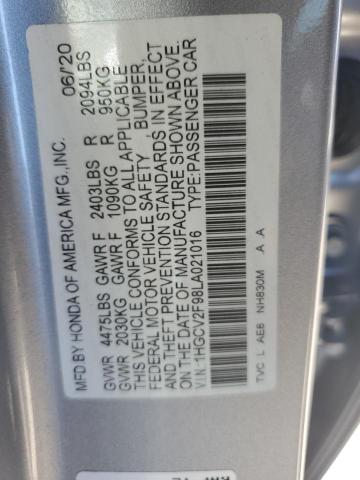 MFD BY HONDA OF AMERICA MFG., INC. 06/'20
GVWR 4475LBS GAWR F 2403LBS R 2094LBS
GVWR 2030KG GAWR F 1090KG R 950KG
THIS VEHICLE CONFORMS TO ALL APPLICABLE
FEDERAL MOTOR VEHICLE SAFETY, BUMPER,
AND THEFT PREVENTION STANDARDS IN EFFECT
ON THE DATE OF MANUFACTURE SHOWN ABOVE.
V.I.N: 1HGCV2F98LA021016 TYPE:PASSENGER CAR
TVC L AE8 NH830M A A